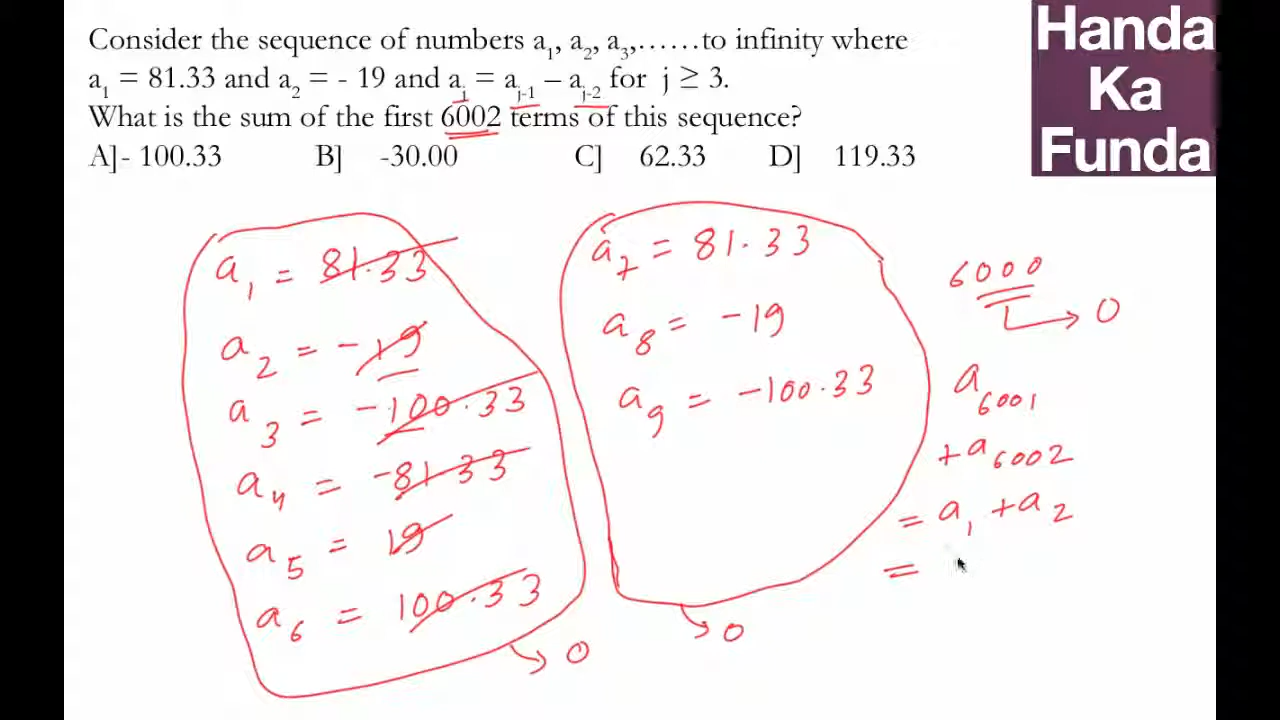 Consider the sequence of numbers a₁, a₂, a₃,……to infinity where
a₁ = 81.33 and a₂ = - 19 and aⱼ = aⱼ₋₁ – aⱼ₋₂ for j ≥ 3.
What is the sum of the first 6002 terms of this sequence?
A]- 100.33 B] -30.00 C] 62.33 D] 119.33
Handa
Ka
Funda
a₁ = 81.33
a₂ = -19
a₃ = -100.33
a₄ = -81.33
a₅ = 19
a₆ = 100.33
→ 0
a₇ = 81.33
a₈ = -19
a₉ = -100.33
→ 0
6000
→ 0
a₆₀₀₁
+a₆₀₀₂
= a₁ + a₂
=